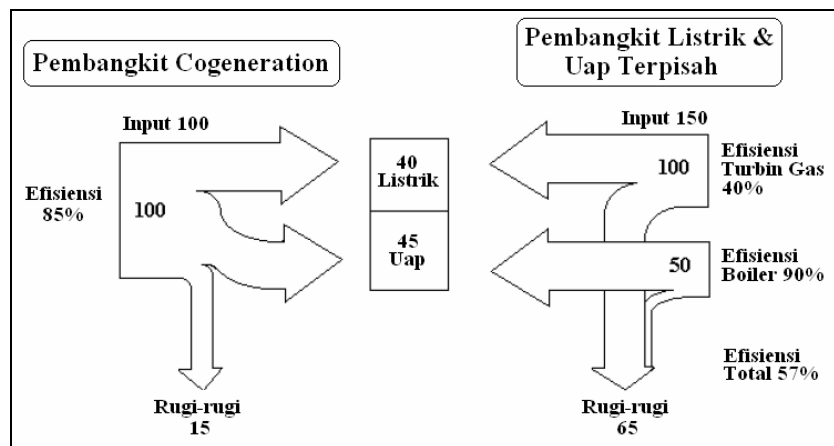 Pembangkit Cogeneration
Input 100
Efisiensi
85%
100
Rugi-rugi
15
40
Listrik
45
Uap
Pembangkit Listrik &
Uap Terpisah
Input 150
100
Efisiensi
Turbin Gas
40%
50
Efisiensi
Boiler 90%
Efisiensi
Total 57%
Rugi-rugi
65